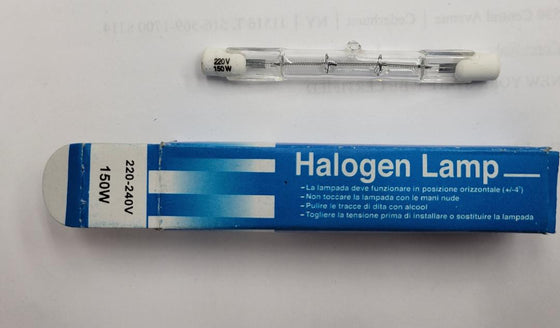 220V
150W
Halogen Lamp
- La lampada deve funzionare in posizione orizzontale (+/-4°)
- Non toccare la lampada con le mani nude
- Pulire le tracce di dita con alcool
- Togliere la tensione prima di installare o sostituire la lampada
220-240V
150W